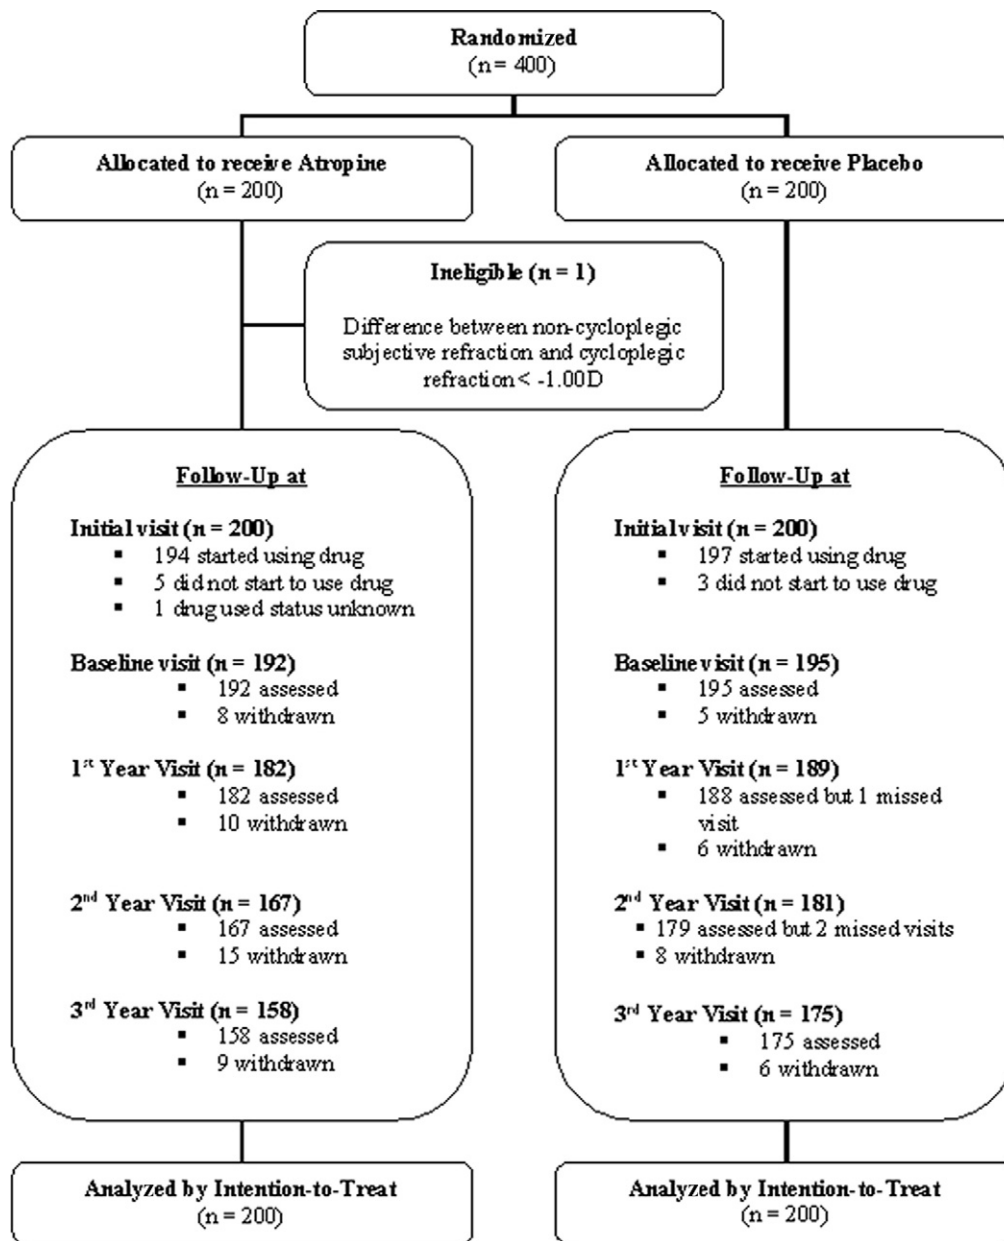 Randomized
(n = 400)
Allocated to receive Atropine
(n = 200)
Allocated to receive Placebo
(n = 200)
Ineligible (n = 1)
Difference between non-cycloplegic
subjective refraction and cycloplegic
refraction < -1.00D
Follow-Up at
Initial visit (n = 200)
▪ 194 started using drug
▪ 5 did not start to use drug
▪ 1 drug used status unknown
Baseline visit (n = 192)
▪ 192 assessed
▪ 8 withdrawn
1st Year Visit (n = 182)
▪ 182 assessed
▪ 10 withdrawn
2nd Year Visit (n = 167)
▪ 167 assessed
▪ 15 withdrawn
3rd Year Visit (n = 158)
▪ 158 assessed
▪ 9 withdrawn
Follow-Up at
Initial visit (n = 200)
▪ 197 started using drug
▪ 3 did not start to use drug
Baseline visit (n = 195)
▪ 195 assessed
▪ 5 withdrawn
1st Year Visit (n = 189)
▪ 188 assessed but 1 missed
visit
▪ 6 withdrawn
2nd Year Visit (n = 181)
▪ 179 assessed but 2 missed visits
▪ 8 withdrawn
3rd Year Visit (n = 175)
▪ 175 assessed
▪ 6 withdrawn
Analyzed by Intention-to-Treat
(n = 200)
Analyzed by Intention-to-Treat
(n = 200)